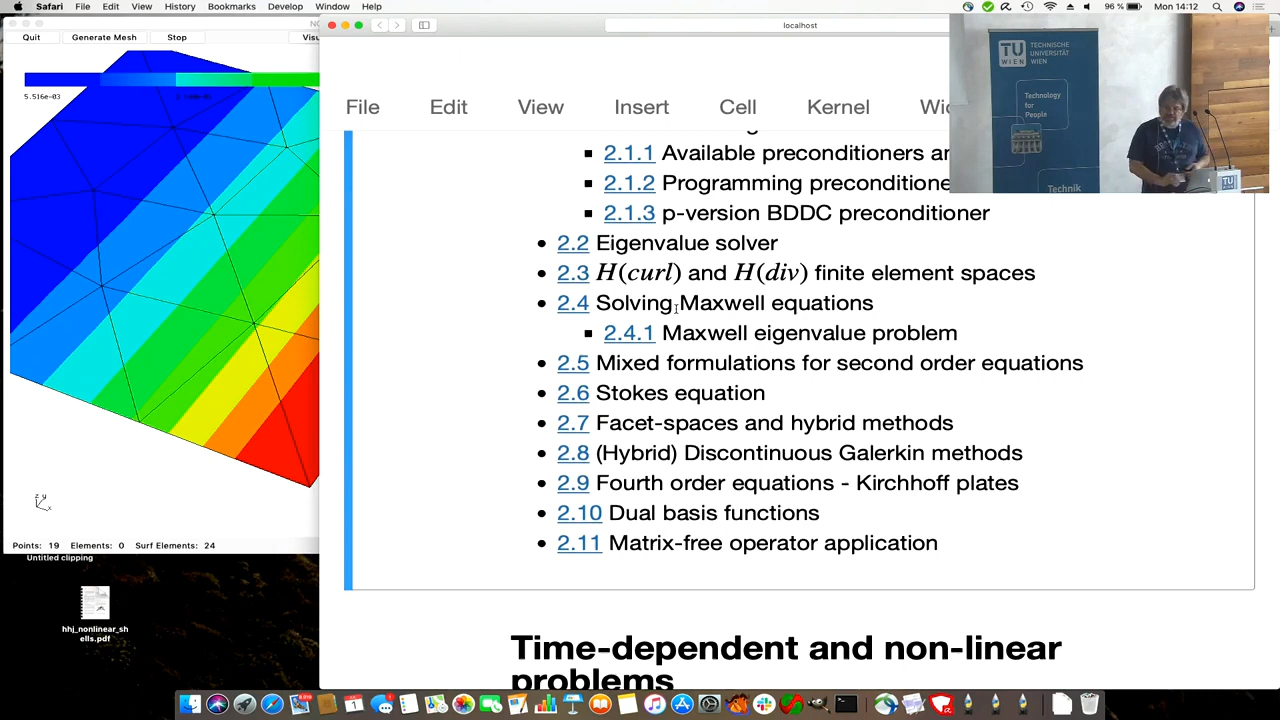 Safari File Edit View History Bookmarks Develop Window Help
96 % Mon 14:12
Quit Generate Mesh Stop
5.516e-03
Points: 19 Elements: 0 Surf Elements: 24
Untitled clipping
hhj_nonlinear_sh
ells.pdf
localhost
File Edit View Insert Cell Kernel
2.1.1 Available preconditioners
2.1.2 Programming
2.1.3 p-version BDDC preconditioner
2.2 Eigenvalue solver
2.3 H(curl) and H(div) finite element spaces
2.4 Solving Maxwell equations
2.4.1 Maxwell eigenvalue problem
2.5 Mixed formulations for second order equations
2.6 Stokes equation
2.7 Facet-spaces and hybrid methods
2.8 (Hybrid) Discontinuous Galerkin methods
2.9 Fourth order equations - Kirchhoff plates
2.10 Dual basis functions
2.11 Matrix-free operator application
Time-dependent and non-linear
problems
TU
WIEN
TECHNISCHE
UNIVERSITÄT
WIEN
Technology
for
People
Technik
TU